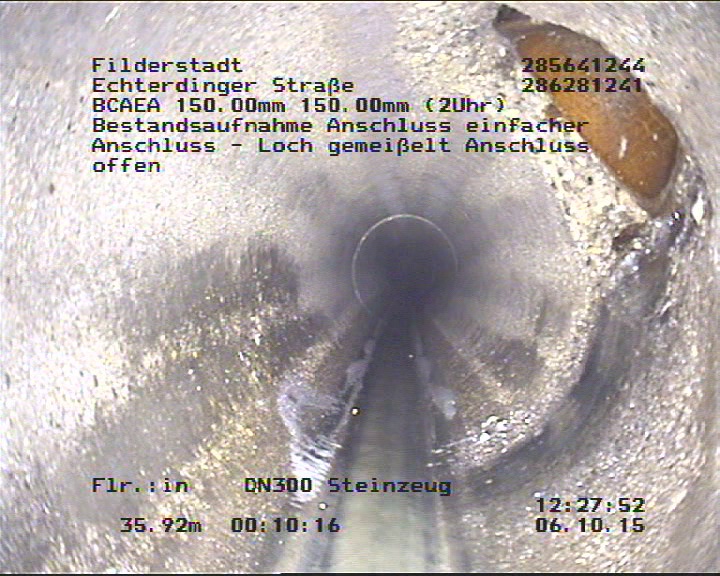 Filderstadt 285641244
Echterdinger Straße 286281241
BCAEA 150.00mm 150.00mm (2Uhr)
Bestandsaufnahme Anschluss einfacher
Anschluss - Loch gemeißelt Anschluss
offen
Flr.:in DN300 Steinzeug
12:27:52
35.92m 00:10:16 06.10.15